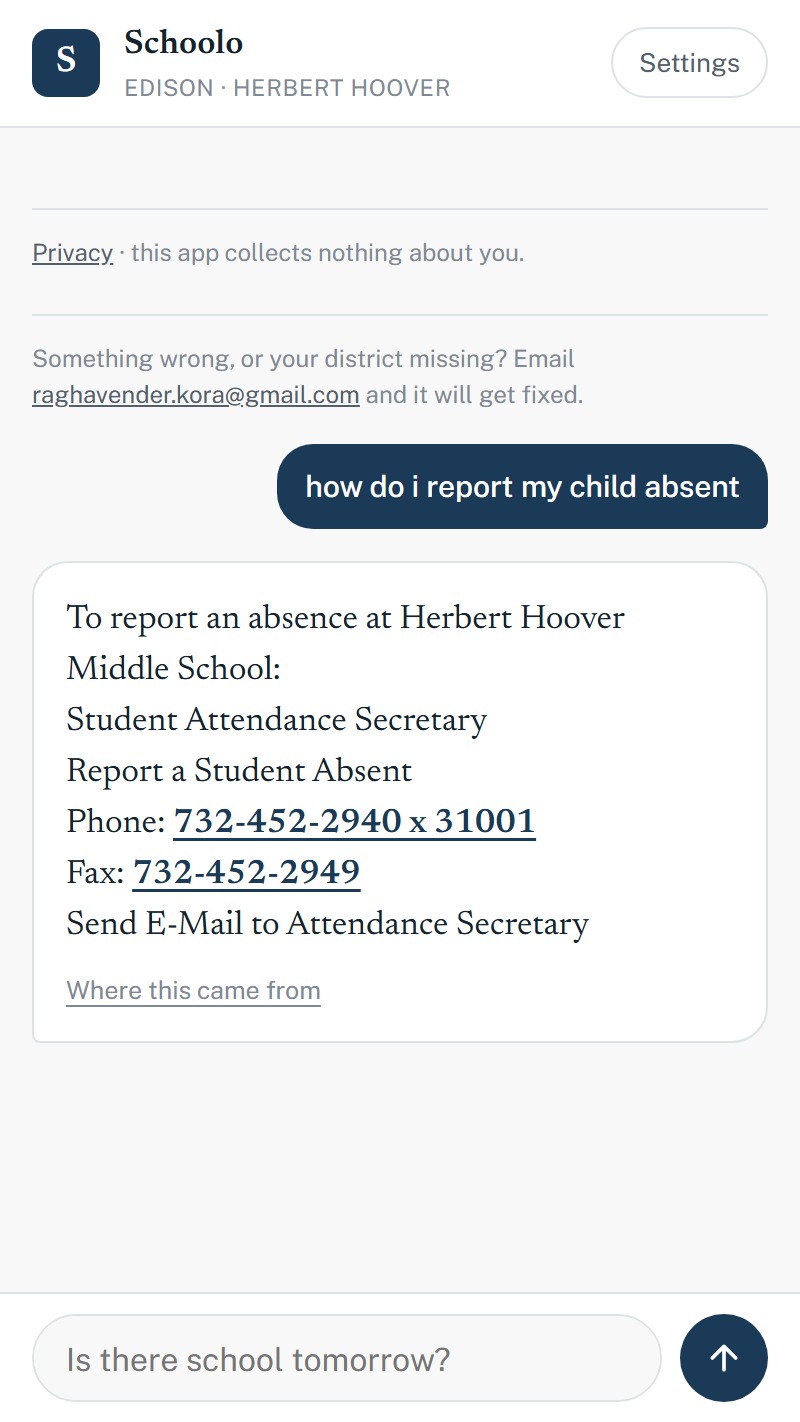 S
Schoolo
EDISON · HERBERT HOOVER
Settings
Privacy · this app collects nothing about you.
Something wrong, or your district missing? Email
raghavender.kora@gmail.com and it will get fixed.
how do i report my child absent
To report an absence at Herbert Hoover
Middle School:
Student Attendance Secretary
Report a Student Absent
Phone: 732-452-2940 x 31001
Fax: 732-452-2949
Send E-Mail to Attendance Secretary
Where this came from
Is there school tomorrow?